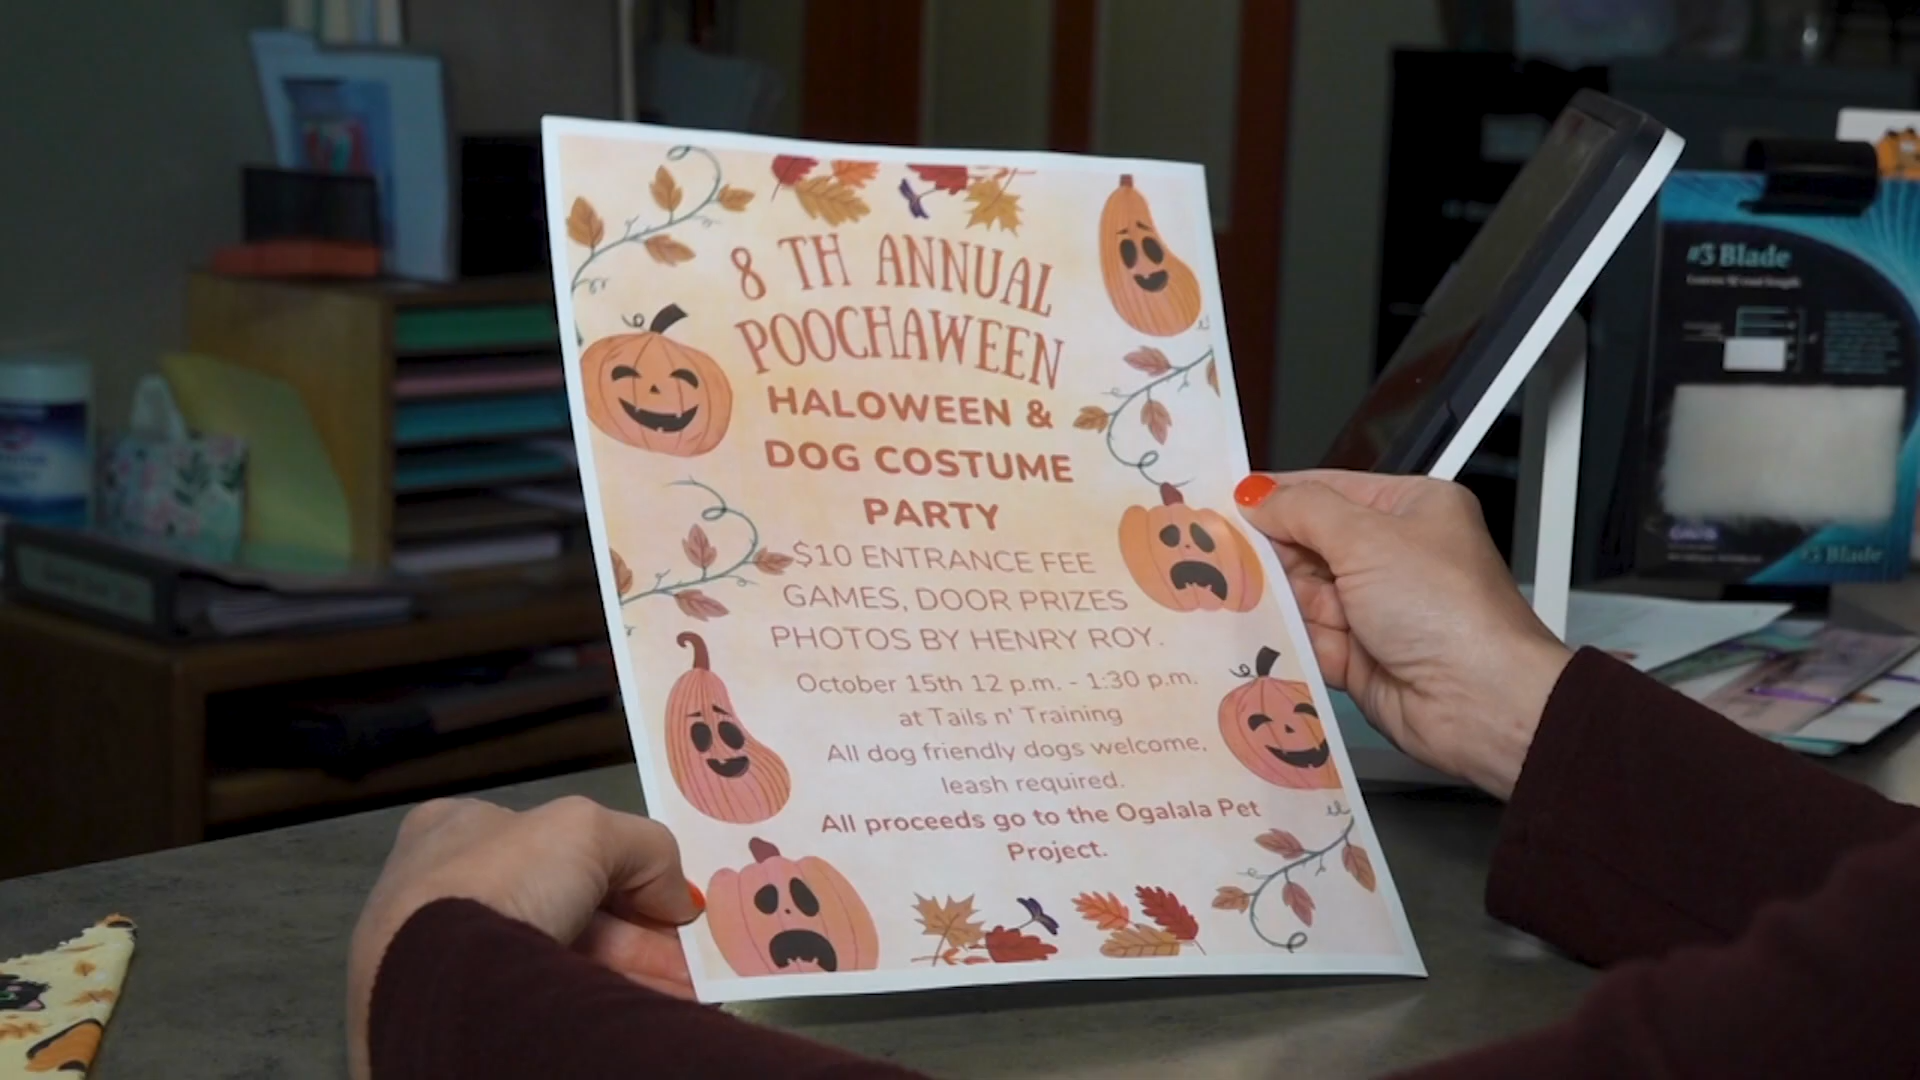 8 TH ANNUAL
POOCHAWEEN
HALOWEEN &
DOG COSTUME
PARTY
$10 ENTRANCE FEE
GAMES, DOOR PRIZES
PHOTOS BY HENRY ROY.
October 15th 12 p.m. - 1:30 p.m.
at Tails n' Training
All dog friendly dogs welcome,
leash required.
All proceeds go to the Ogalala Pet
Project.
#3 Blade